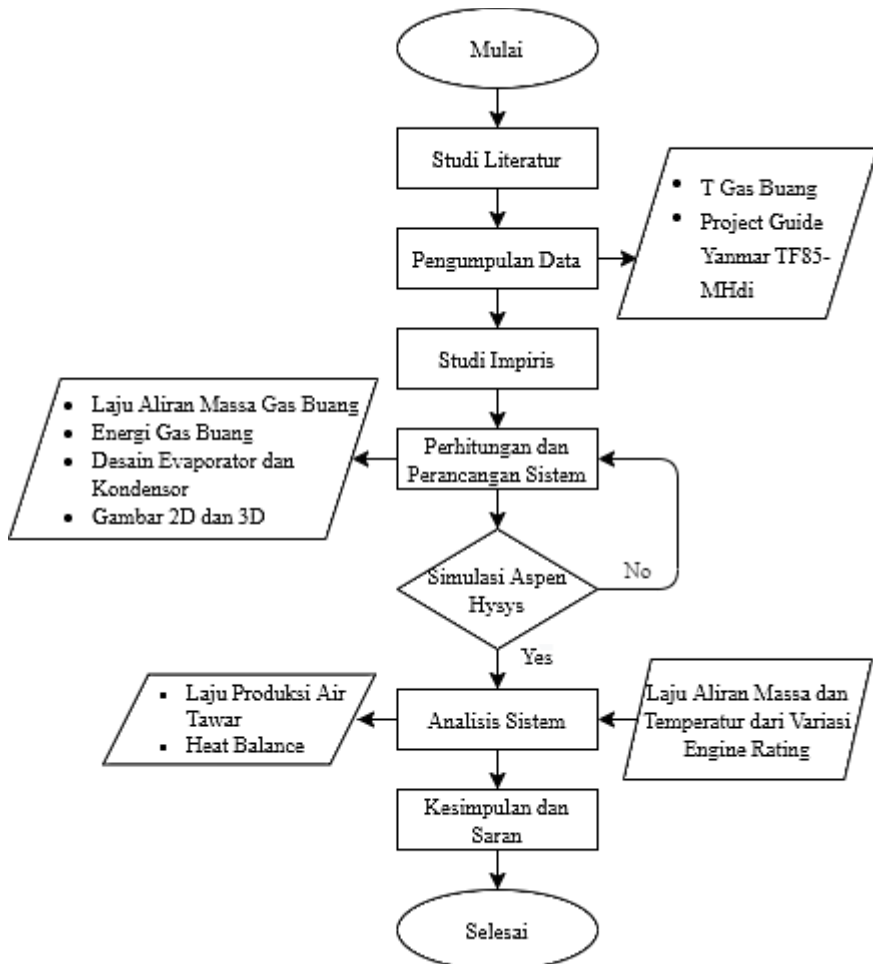 Mulai
Studi Literatur
• T Gas Buang
• Project Guide
Yanmar TF85-
MHdi
Pengumpulan Data
Studi Impiris
• Laju Aliran Massa Gas Buang
• Energi Gas Buang
• Desain Evaporator dan
Kondensor
• Gambar 2D dan 3D
Perhitungan dan
Perancangan Sistem
Simulasi Aspen
Hysys
No
Yes
▪ Laju Produksi Air
Tawar
▪ Heat Balance
Analisis Sistem
Laju Aliran Massa dan
Temperatur dari Variasi
Engine Rating
Kesimpulan dan
Saran
Selesai